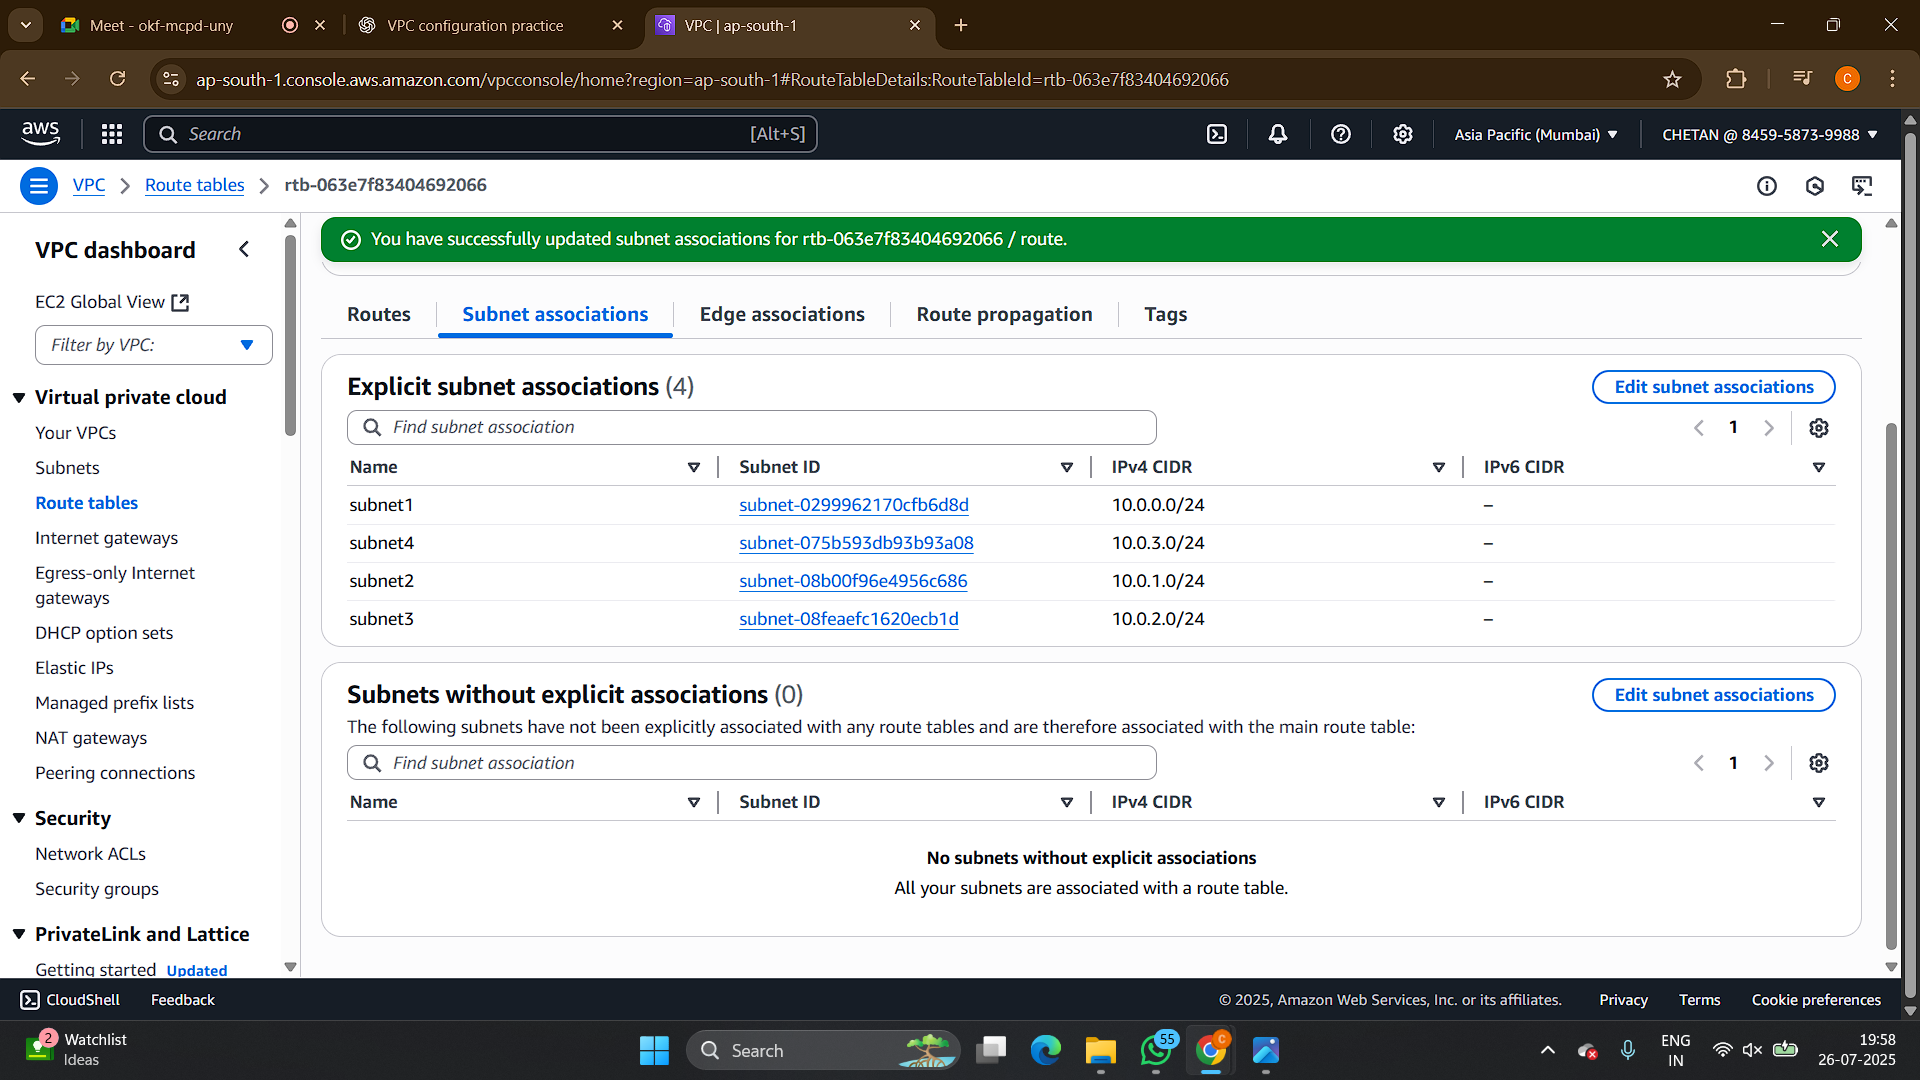 Meet - okf-mcpd-uny
VPC configuration practice
VPC | ap-south-1
ap-south-1.console.aws.amazon.com/vpcconsole/home?region=ap-south-1#RouteTableDetails:RouteTableId=rtb-063e7f83404692066
C
aws
Search
[Alt+S]
Asia Pacific (Mumbai)
CHETAN @ 8459-5873-9988
VPC
Route tables
rtb-063e7f83404692066
VPC dashboard
EC2 Global View
Filter by VPC:
Virtual private cloud
Your VPCs
Subnets
Route tables
Internet gateways
Egress-only Internet
gateways
DHCP option sets
Elastic IPs
Managed prefix lists
NAT gateways
Peering connections
Security
Network ACLs
Security groups
PrivateLink and Lattice
Getting started Updated
You have successfully updated subnet associations for rtb-063e7f83404692066 / route.
Routes
Subnet associations
Edge associations
Route propagation
Tags
Explicit subnet associations (4)
Edit subnet associations
Find subnet association
1
Name Subnet ID IPv4 CIDR IPv6 CIDR
subnet1 subnet-0299962170cfb6d8d 10.0.0.0/24 –
subnet4 subnet-075b593db93b93a08 10.0.3.0/24 –
subnet2 subnet-08b00f96e4956c686 10.0.1.0/24 –
subnet3 subnet-08feaefc1620ecb1d 10.0.2.0/24 –
Subnets without explicit associations (0)
Edit subnet associations
The following subnets have not been explicitly associated with any route tables and are therefore associated with the main route table:
Find subnet association
1
Name Subnet ID IPv4 CIDR IPv6 CIDR
No subnets without explicit associations
All your subnets are associated with a route table.
CloudShell
Feedback
© 2025, Amazon Web Services, Inc. or its affiliates.
Privacy
Terms
Cookie preferences
2
Watchlist
Ideas
Search
55
C
ENG
IN
19:58
26-07-2025